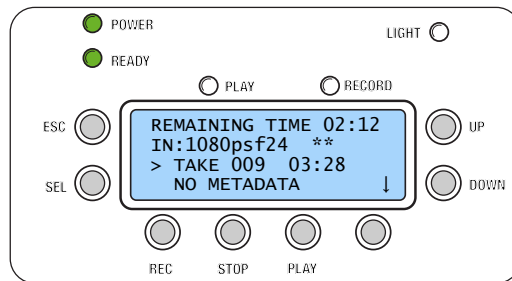 POWER
LIGHT
READY
PLAY
RECORD
ESC
REMAINING TIME 02:12
UP
IN:1080psf24 **
> TAKE 009 03:28
SEL
NO METADATA ↓
DOWN
REC
STOP
PLAY